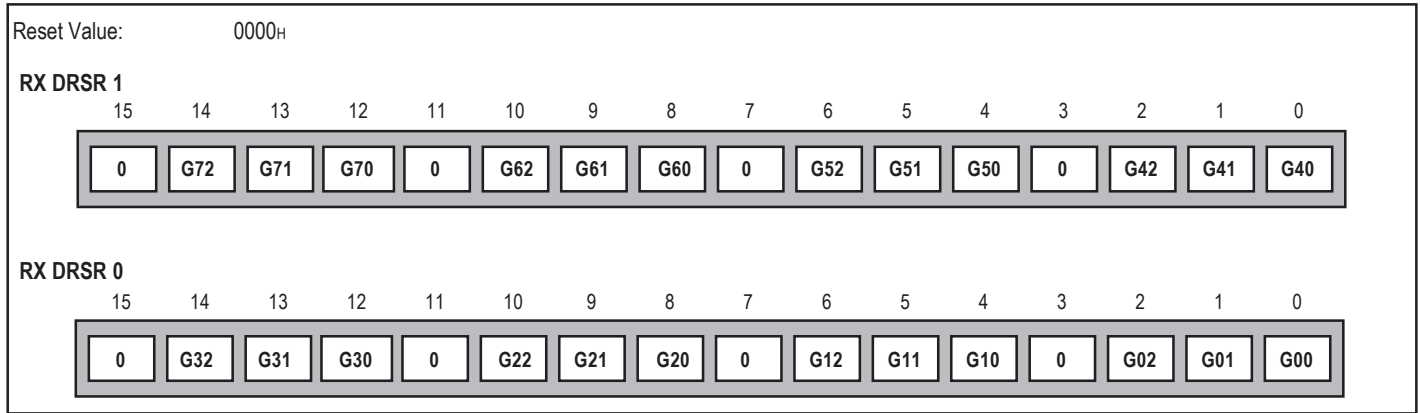 Reset Value: 0000H
RX DRSR 1
15 14 13 12 11 10 9 8 7 6 5 4 3 2 1 0
0 G72 G71 G70 0 G62 G61 G60 0 G52 G51 G50 0 G42 G41 G40
RX DRSR 0
15 14 13 12 11 10 9 8 7 6 5 4 3 2 1 0
0 G32 G31 G30 0 G22 G21 G20 0 G12 G11 G10 0 G02 G01 G00